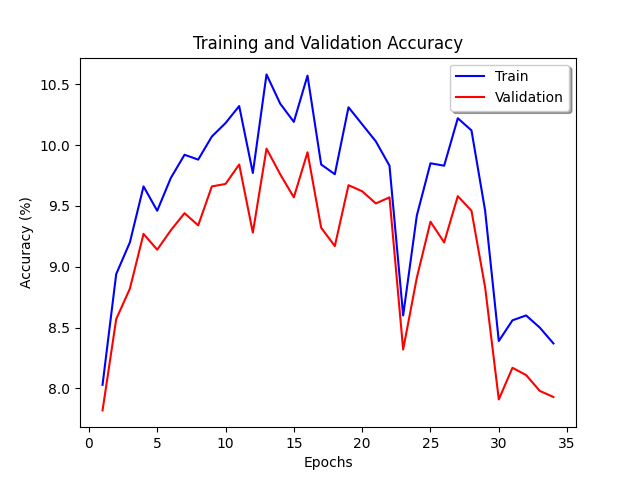 Training and Validation Accuracy
Train
Validation
Accuracy (%)
10.5
10.0
9.5
9.0
8.5
8.0
0 5 10 15 20 25 30 35
Epochs